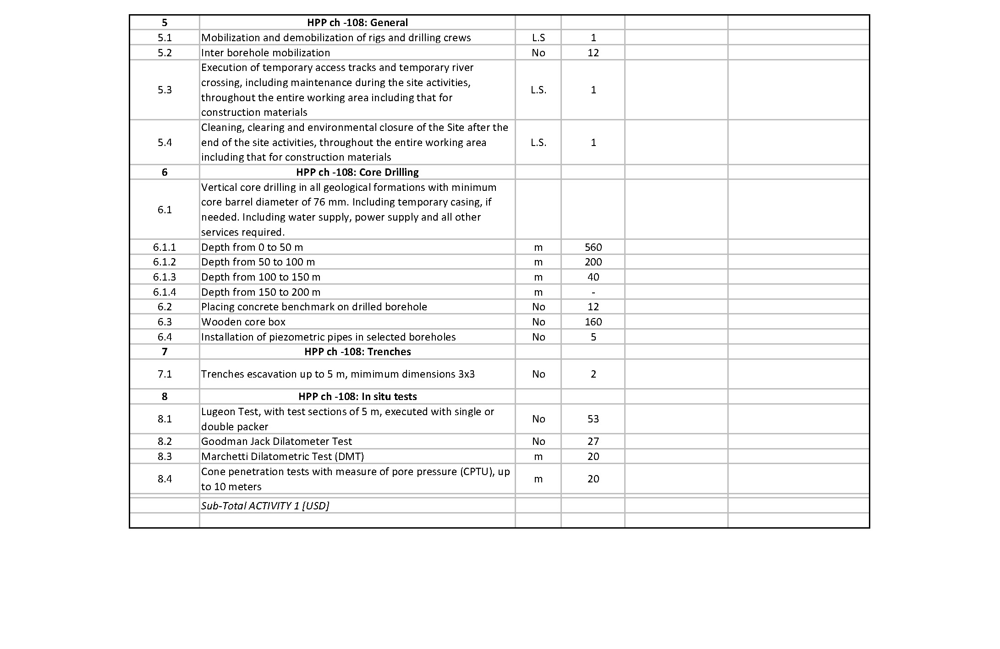 5 HPP ch -108: General
5.1 Mobilization and demobilization of rigs and drilling crews L.S 1
5.2 Inter borehole mobilization No 12
Execution of temporary access tracks and temporary river
crossing, including maintenance during the site activities,
5.3 L.S. 1
throughout the entire working area including that for
construction materials
Cleaning, clearing and environmental closure of the Site after the
5.4 end of the site activities, throughout the entire working area L.S. 1
including that for construction materials
6 HPP ch -108: Core Drilling
Vertical core drilling in all geological formations with minimum
core barrel diameter of 76 mm. Including temporary casing, if
6.1
needed. Including water supply, power supply and all other
services required.
6.1.1 Depth from 0 to 50 m m 560
6.1.2 Depth from 50 to 100 m m 200
6.1.3 Depth from 100 to 150 m m 40
6.1.4 Depth from 150 to 200 m m -
6.2 Placing concrete benchmark on drilled borehole No 12
6.3 Wooden core box No 160
6.4 Installation of piezometric pipes in selected boreholes No 5
7 HPP ch -108: Trenches
7.1 Trenches escavation up to 5 m, mimimum dimensions 3x3 No 2
8 HPP ch -108: In situ tests
Lugeon Test, with test sections of 5 m, executed with single or
8.1 No 53
double packer
8.2 Goodman Jack Dilatometer Test No 27
8.3 Marchetti Dilatometric Test (DMT) m 20
Cone penetration tests with measure of pore pressure (CPTU), up
8.4 m 20
to 10 meters
Sub-Total ACTIVITY 1 [USD]